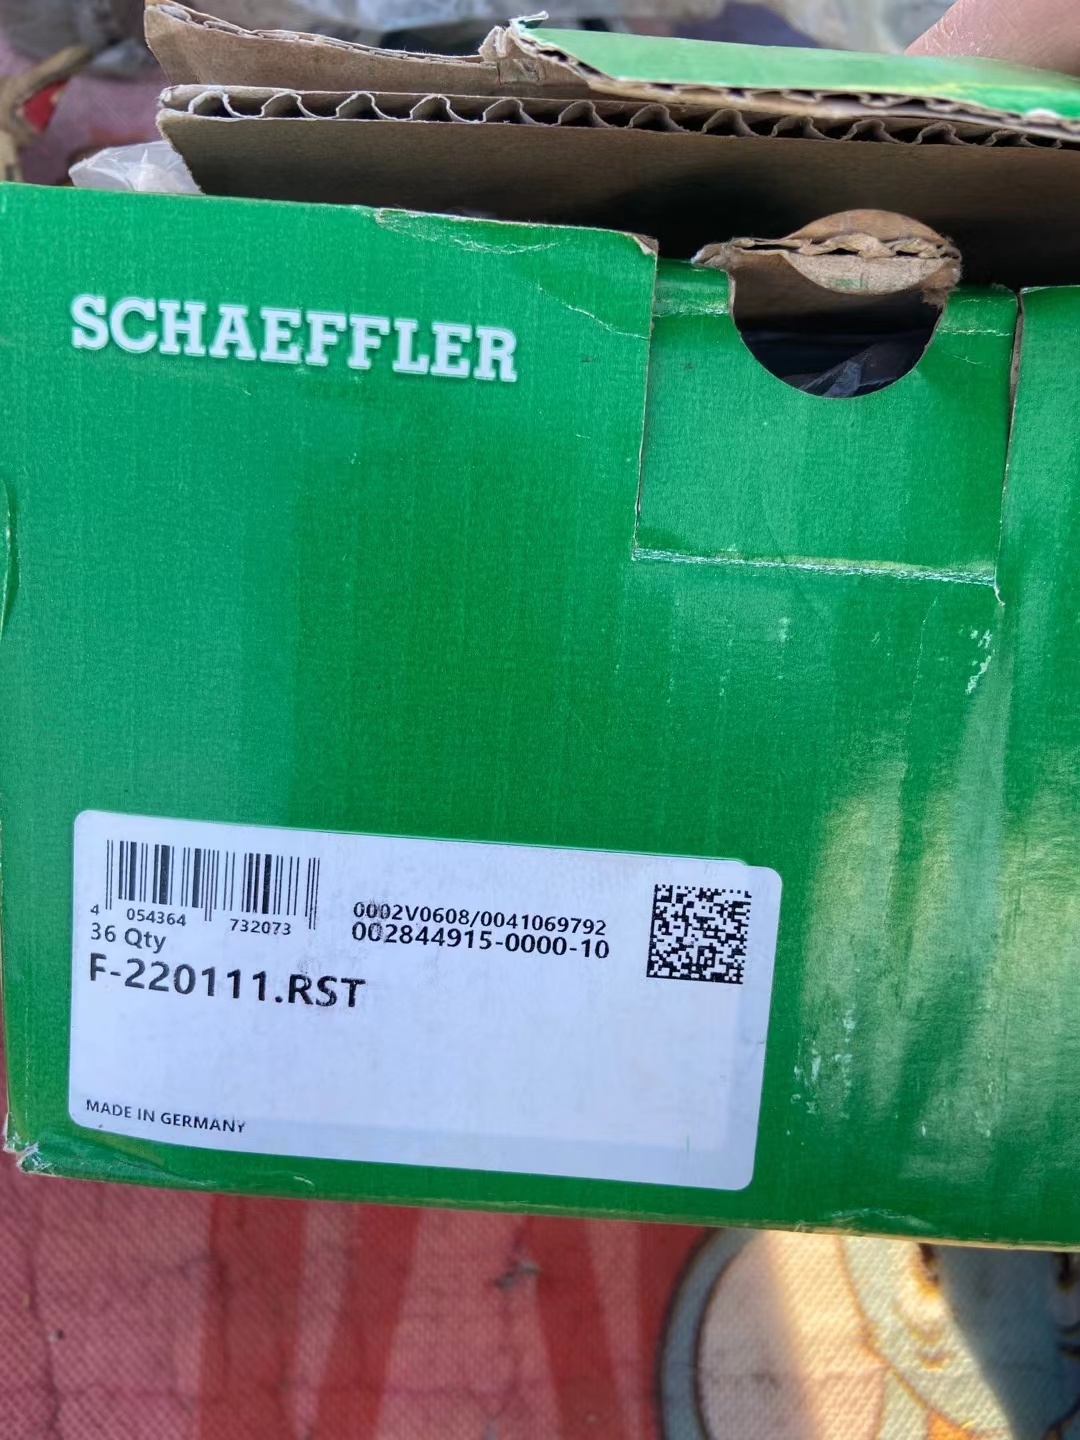 SCHAEFFLER
4 054364 732073
0002V0608/0041069792
002844915-0000-10
36 Qty
F-220111.RST
MADE IN GERMANY